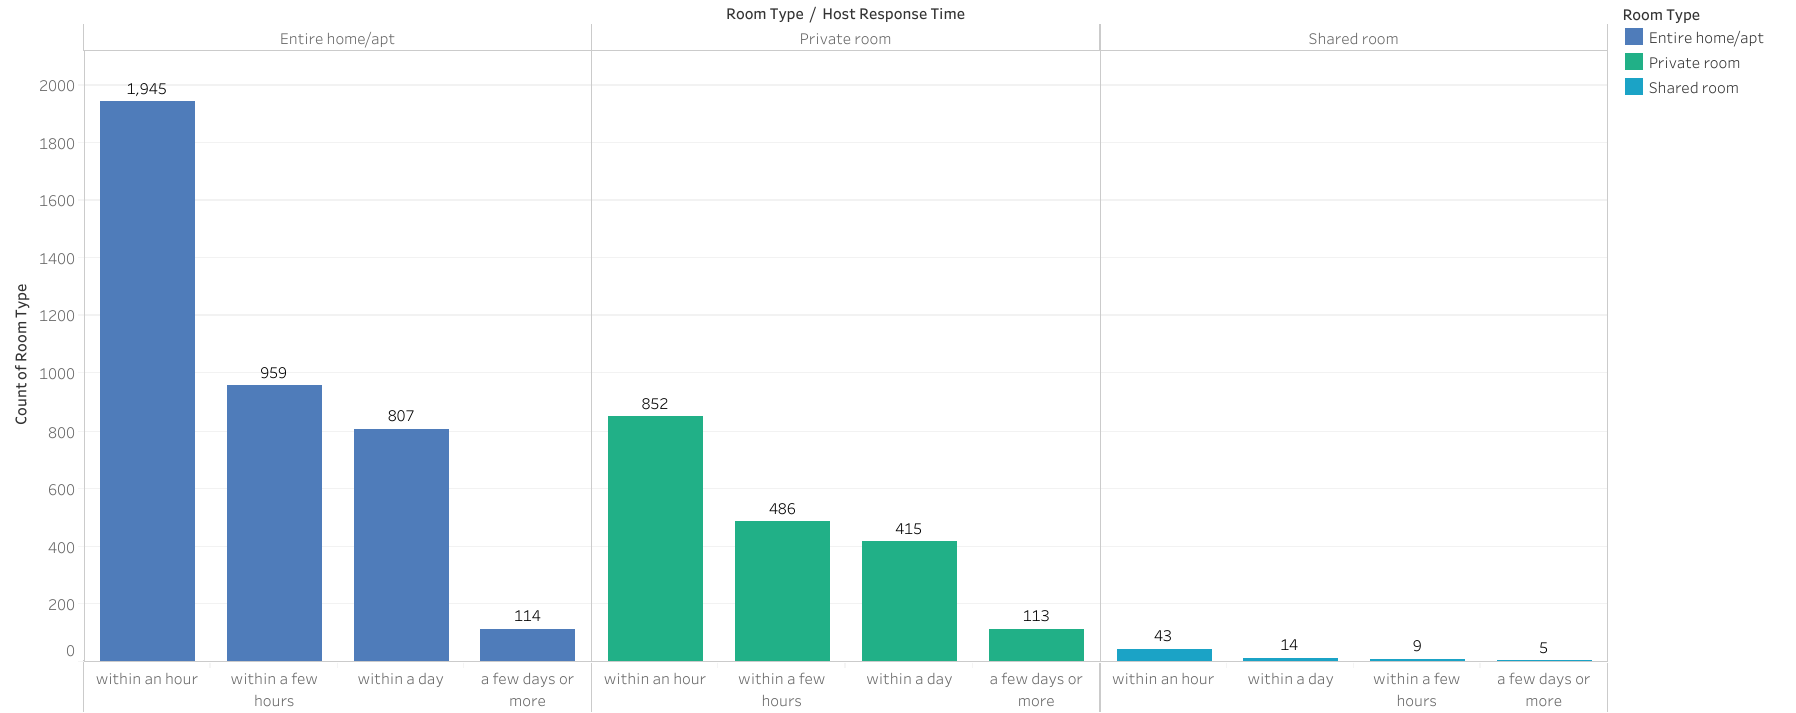 Room Type / Host Response Time
Entire home/apt
Private room
Shared room
Room Type
Entire home/apt
Private room
Shared room
Count of Room Type
2000
1800
1600
1400
1200
1000
800
600
400
200
0
1,945
959
807
114
852
486
415
113
43
14
9
5
within an hour
within a few
hours
within a day
a few days or
more
within an hour
within a few
hours
within a day
a few days or
more
within an hour
within a day
within a few
hours
a few days or
more